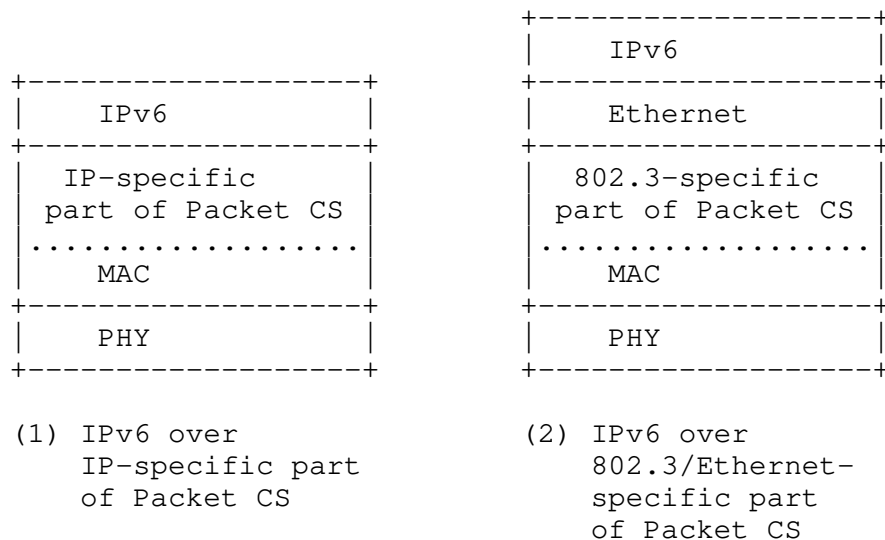 IPv6
IPv6
Ethernet
IP-specific
part of Packet CS
802.3-specific
part of Packet CS
...................
...................
MAC
MAC
PHY
PHY
(1) IPv6 over
IP-specific part
of Packet CS
(2) IPv6 over
802.3/Ethernet-
specific part
of Packet CS